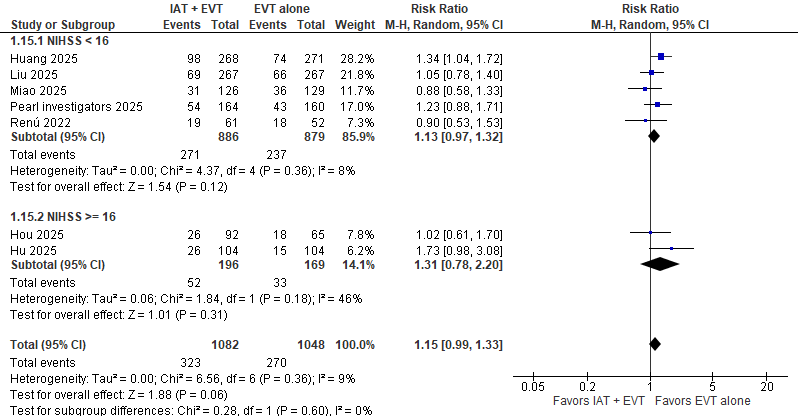 IAT + EVT EVT alone Risk Ratio Risk Ratio
Study or Subgroup Events Total Events Total Weight M-H, Random, 95% CI M-H, Random, 95% CI
1.15.1 NIHSS < 16
Huang 2025 98 268 74 271 28.2% 1.34 [1.04, 1.72]
Liu 2025 69 267 66 267 21.8% 1.05 [0.78, 1.40]
Miao 2025 31 126 36 129 11.7% 0.88 [0.58, 1.33]
Pearl investigators 2025 54 164 43 160 17.0% 1.23 [0.88, 1.71]
Renú 2022 19 61 18 52 7.2% 0.90 [0.53, 1.53]
Subtotal (95% CI) 886 879 85.9% 1.13 [0.97, 1.32]
Total events 271 237
Heterogeneity: Tau² = 0.00; Chi² = 4.37, df = 4 (P = 0.36); I² = 8%
Test for overall effect: Z = 1.54 (P = 0.12)
1.15.2 NIHSS >= 16
Hou 2025 26 92 18 65 7.8% 1.02 [0.61, 1.70]
Hu 2025 26 104 15 104 6.2% 1.73 [0.98, 3.08]
Subtotal (95% CI) 196 169 14.1% 1.31 [0.78, 2.20]
Total events 52 33
Heterogeneity: Tau² = 0.06; Chi² = 1.84, df = 1 (P = 0.18); I² = 46%
Test for overall effect: Z = 1.01 (P = 0.31)
Total (95% CI) 1082 1048 100.0% 1.15 [0.99, 1.33]
Total events 323 270
Heterogeneity: Tau² = 0.00; Chi² = 6.56, df = 6 (P = 0.36); I² = 9%
Test for overall effect: Z = 1.88 (P = 0.06)
Test for subgroup differences: Chi² = 0.28, df = 1 (P = 0.60), I² = 0%
0.05 0.2 1 5 20
Favors IAT + EVT Favors EVT alone